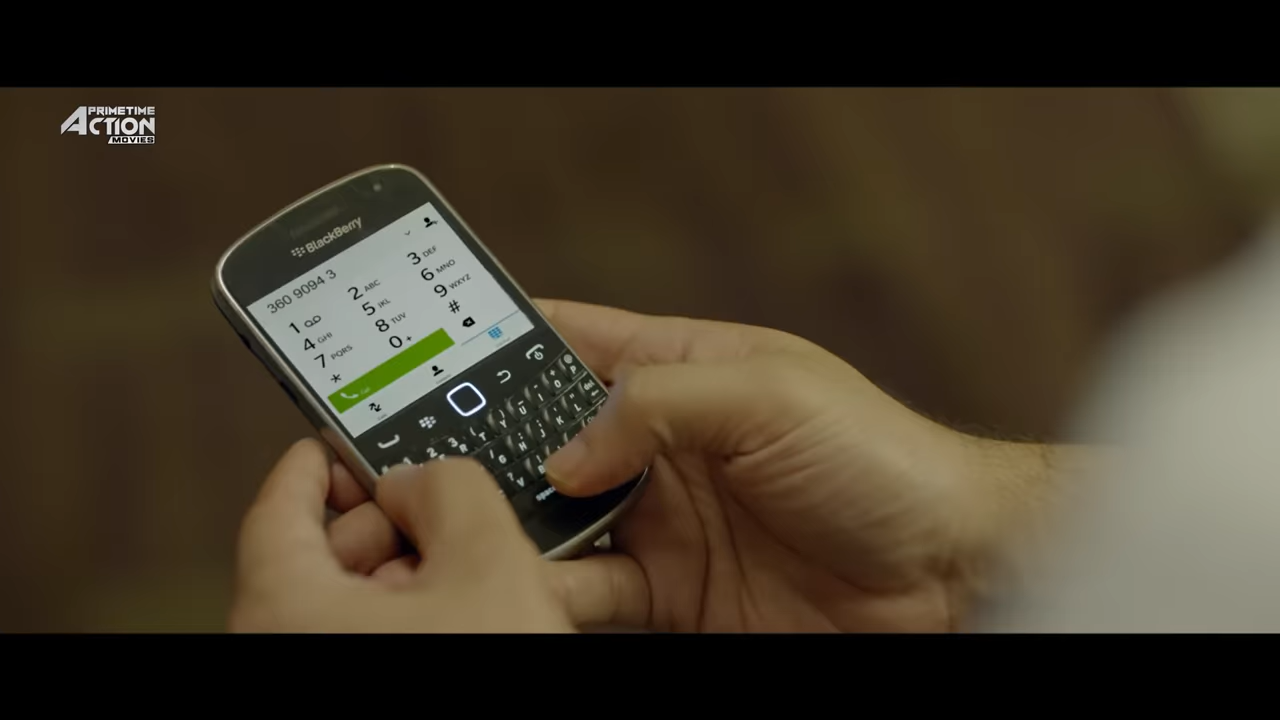 PRIMETIME
ACTION
MOVIES
BlackBerry
360 9094 3
1
2 ABC
3 DEF
4 GHI
5 JKL
6 MNO
7 PQRS
8 TUV
9 WXYZ
*
0 +
#
Call